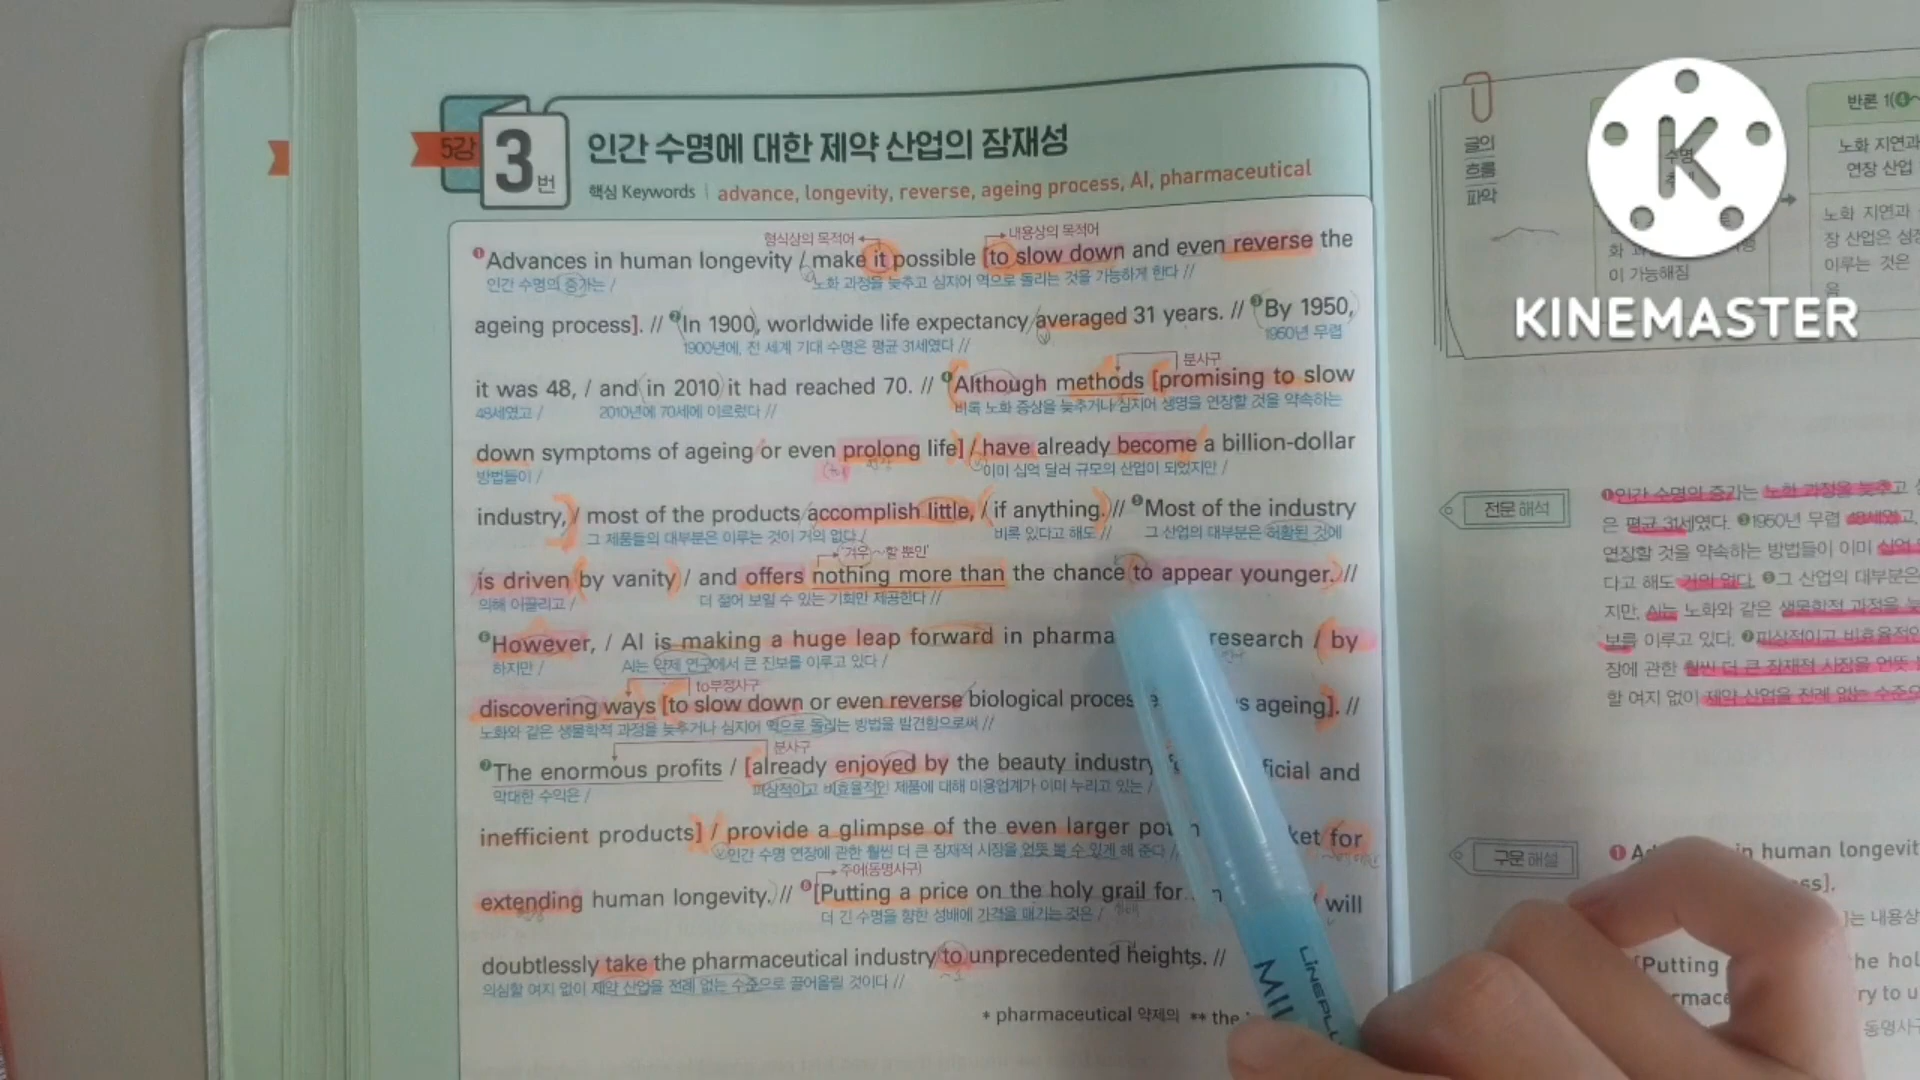 5강
3번
인간 수명에 대한 제약 산업의 잠재성
핵심 Keywords | advance, longevity, reverse, ageing process, AI, pharmaceutical
형식상의 목적어 내용상의 목적어
❶Advances in human longevity / make it possible [to slow down and even reverse the
인간 수명의 증가는 / 노화 과정을 늦추고 심지어 역으로 돌리는 것을 가능하게 한다 //
ageing process]. // ❷In 1900, worldwide life expectancy averaged 31 years. // ❸By 1950,
1900년에, 전 세계 기대 수명은 평균 31세였다 // 1950년 무렵
분사구
it was 48, / and in 2010 it had reached 70. // ❹Although methods [promising to slow
48세였고 / 2010년에 70세에 이르렀다 // 비록 노화 증상을 늦추거나 심지어 생명을 연장할 것을 약속하는
down symptoms of ageing or even prolong life] / have already become a billion-dollar
방법들이 / 이미 십억 달러 규모의 산업이 되었지만 /
industry, / most of the products accomplish little, / if anything. // ❺Most of the industry
그 제품들의 대부분은 이루는 것이 거의 없다 / 비록 있다고 해도 // 그 산업의 대부분은 허황된 것에
'겨우 ~할 뿐인'
is driven by vanity / and offers nothing more than the chance to appear younger. //
의해 이끌리고 / 더 젊어 보일 수 있는 기회만 제공한다 //
❻However, / AI is making a huge leap forward in pharma research / by
하지만 / AI는 약제 연구에서 큰 진보를 이루고 있다 /
to부정사구
discovering ways [to slow down or even reverse biological proces s ageing]. //
노화와 같은 생물학적 과정을 늦추거나 심지어 역으로 돌리는 방법을 발견함으로써 //
분사구
❼The enormous profits / [already enjoyed by the beauty industry ficial and
막대한 수익은 / 피상적이고 비효율적인 제품에 대해 미용업계가 이미 누리고 있는 /
inefficient products] / provide a glimpse of the even larger po ket for
인간 수명 연장에 관한 훨씬 더 큰 잠재적 시장을 언뜻 볼 수 있게 해 준다 //
주어(동명사구)
extending human longevity. // ❽[Putting a price on the holy grail for / will
더 긴 수명을 향한 성배에 가격을 매기는 것은 /
doubtlessly take the pharmaceutical industry to unprecedented heights. //
의심할 여지 없이 제약 산업을 전례 없는 수준으로 끌어올릴 것이다 //
* pharmaceutical 약제의 ** the
글의
흐름
파악
수명
이 가능해짐
반론 1(❹~
노화 지연과
연장 산업
노화 지연과
장 산업은 성장
이루는 것은
을
KINEMASTER
전문 해석
❶인간 수명의 증가는 노화 과정을 늦추고
은 평균 31세였다. ❷1950년 무렵 48세였고,
연장할 것을 약속하는 방법들이 이미 십억
다고 해도 거의 없다. ❺그 산업의 대부분은
지만, AI는 노화와 같은 생물학적 과정을 늦
보를 이루고 있다. ❼피상적이고 비효율적인
장에 관한 훨씬 더 큰 잠재적 시장을 언뜻
할 여지 없이 제약 산업을 전례 없는 수준으
구문 해설
❶ in human longevit
ss].
]는 내용상
[Putting he hol
rmace ry to u
동명사구
LINEPLU
MI